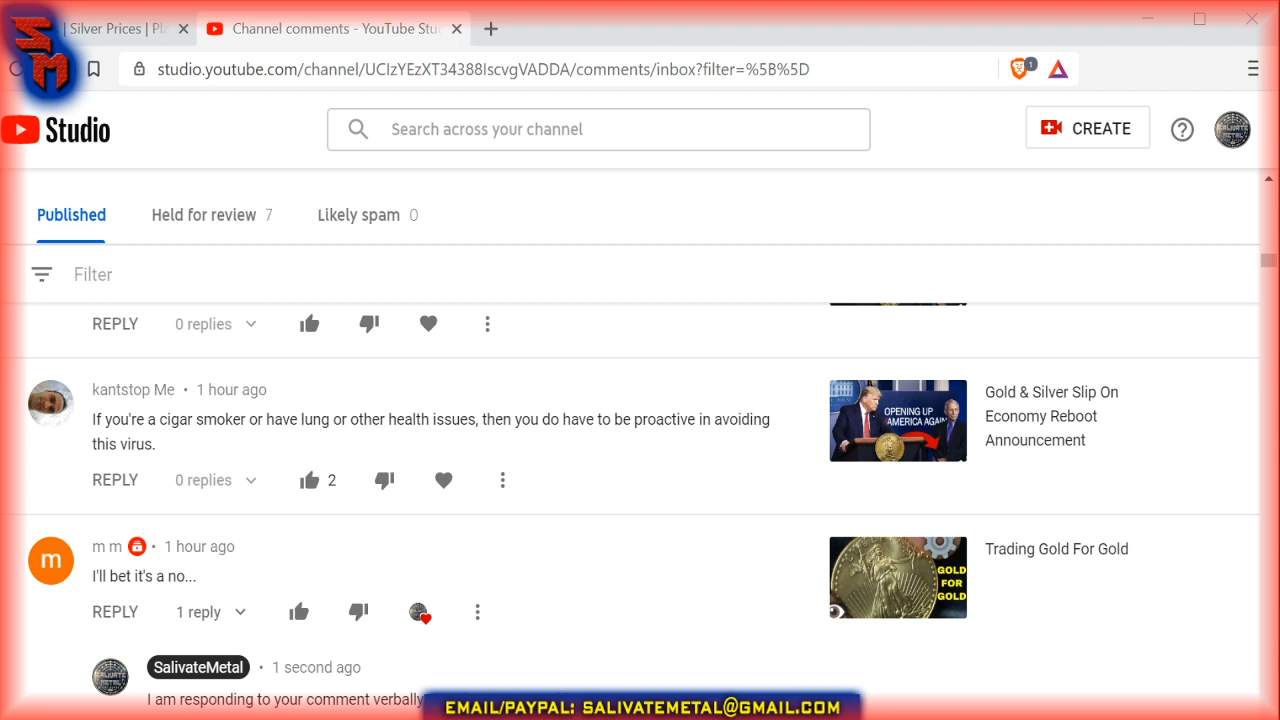 SM
| Silver Prices | Pla
Channel comments - YouTube Stud
studio.youtube.com/channel/UCIzYEzXT34388IscvgVADDA/comments/inbox?filter=%5B%5D
1
Studio
Search across your channel
CREATE
Published
Held for review 7
Likely spam 0
Filter
REPLY
0 replies
kantstop Me • 1 hour ago
If you're a cigar smoker or have lung or other health issues, then you do have to be proactive in avoiding
this virus.
REPLY
0 replies
2
OPENING UP
AMERICA AGAIN
Gold & Silver Slip On
Economy Reboot
Announcement
m
m m • 1 hour ago
I'll bet it's a no...
REPLY
1 reply
GOLD
FOR
GOLD
Trading Gold For Gold
SalivateMetal • 1 second ago
I am responding to your comment verbally
EMAIL/PAYPAL: SALIVATEMETAL@GMAIL.COM